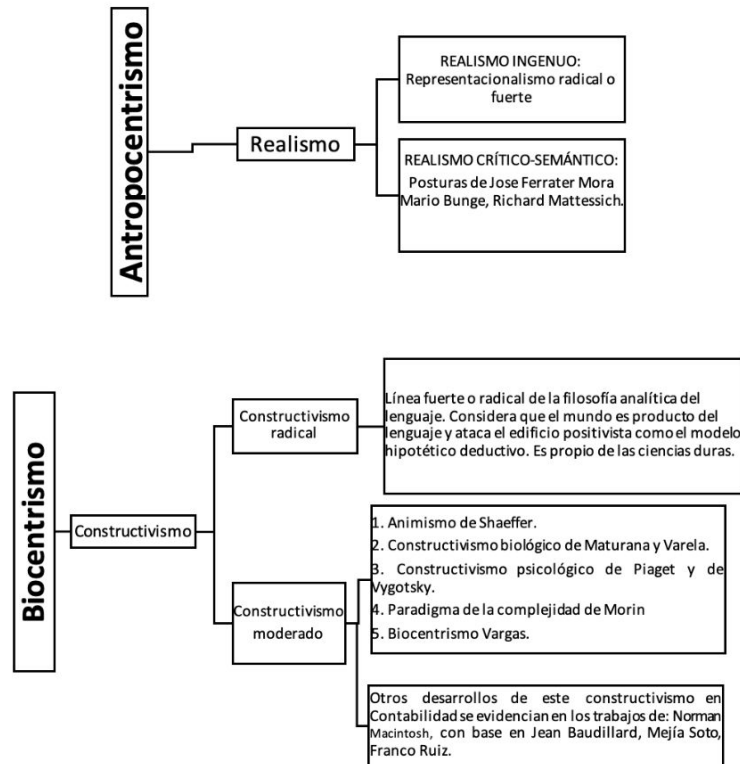 Antropocentrismo
Realismo
REALISMO INGENUO:
Representacionalismo radical o
fuerte
REALISMO CRÍTICO-SEMÁNTICO:
Posturas de Jose Ferrater Mora
Mario Bunge, Richard Mattessich.
Biocentrismo
Constructivismo
Constructivismo
radical
Línea fuerte o radical de la filosofía analítica del
lenguaje. Considera que el mundo es producto del
lenguaje y ataca el edificio positivista como el modelo
hipotético deductivo. Es propio de las ciencias duras.
Constructivismo
moderado
1. Animismo de Shaeffer.
2. Constructivismo biológico de Maturana y Varela.
3. Constructivismo psicológico de Piaget y de
Vygotsky.
4. Paradigma de la complejidad de Morin
5. Biocentrismo Vargas.
Otros desarrollos de este constructivismo en
Contabilidad se evidencian en los trabajos de: Norman
Macintosh, con base en Jean Baudillard, Mejía Soto,
Franco Ruiz.